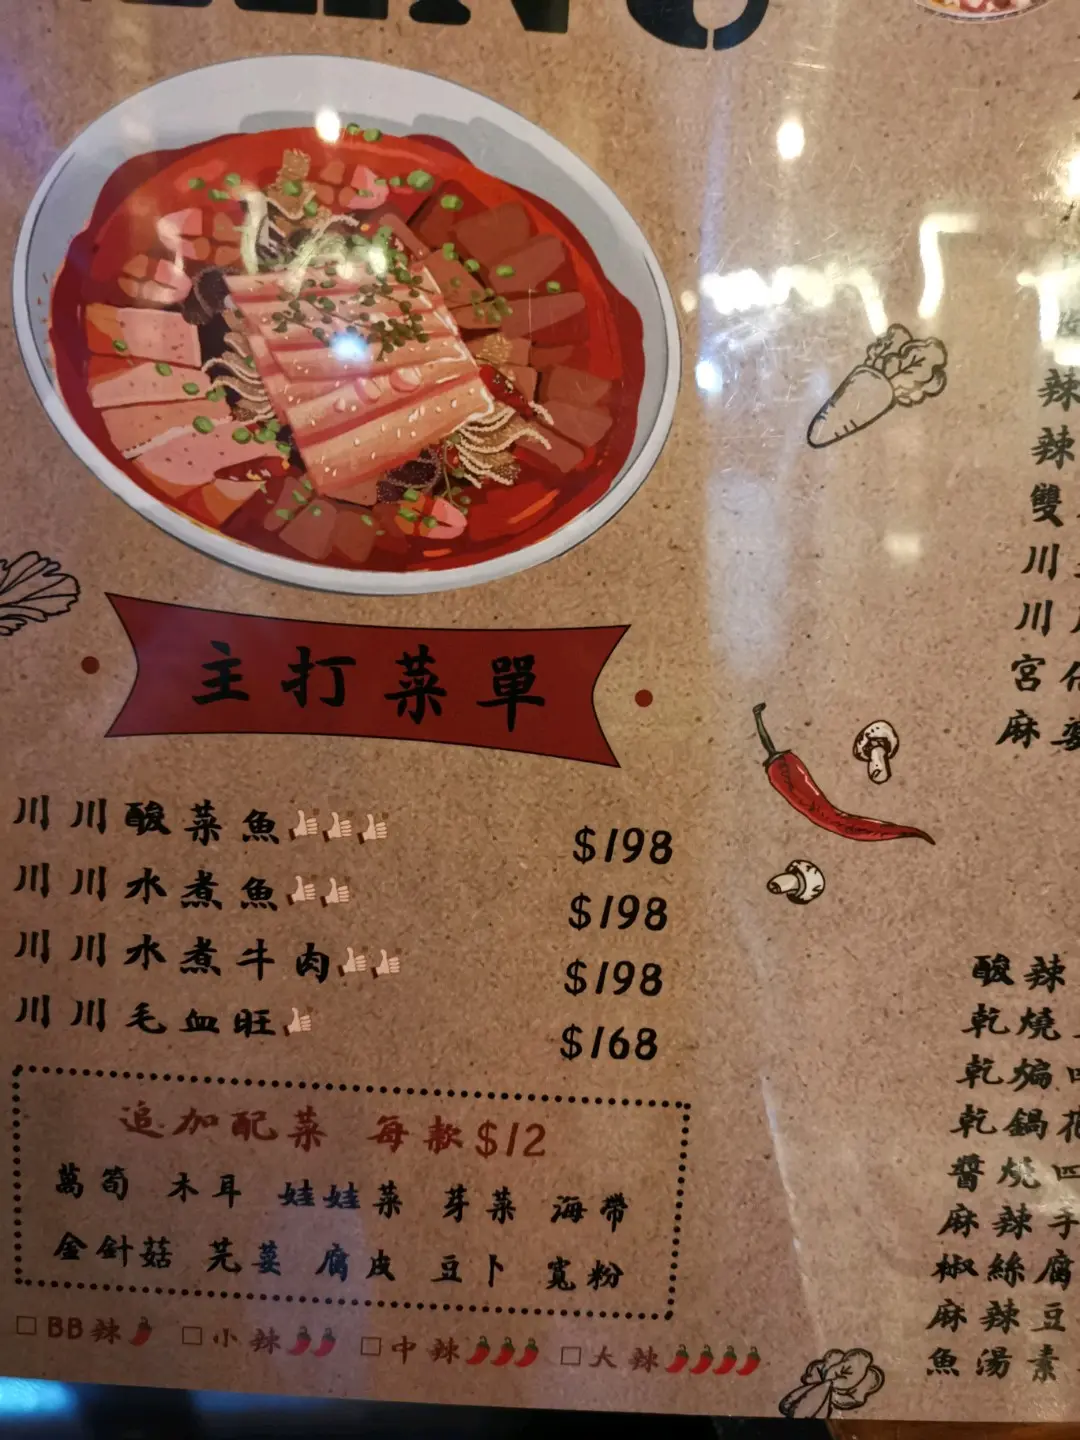 主打菜單
川川酸菜魚 $198
川川水煮魚 $198
川川水煮牛肉 $198
川川毛血旺 $168
追加配菜 每款$12
萵筍 木耳 娃娃菜 芽菜 海帶
金針菇 芫荽 腐皮 豆卜 寬粉
□BB辣 □小辣 □中辣 □大辣
辣
辣
雙
川
川
宮
麻
酸辣
乾燒
乾煸
乾鍋
醬燒四
麻辣手
椒絲腐
麻辣豆
魚湯素